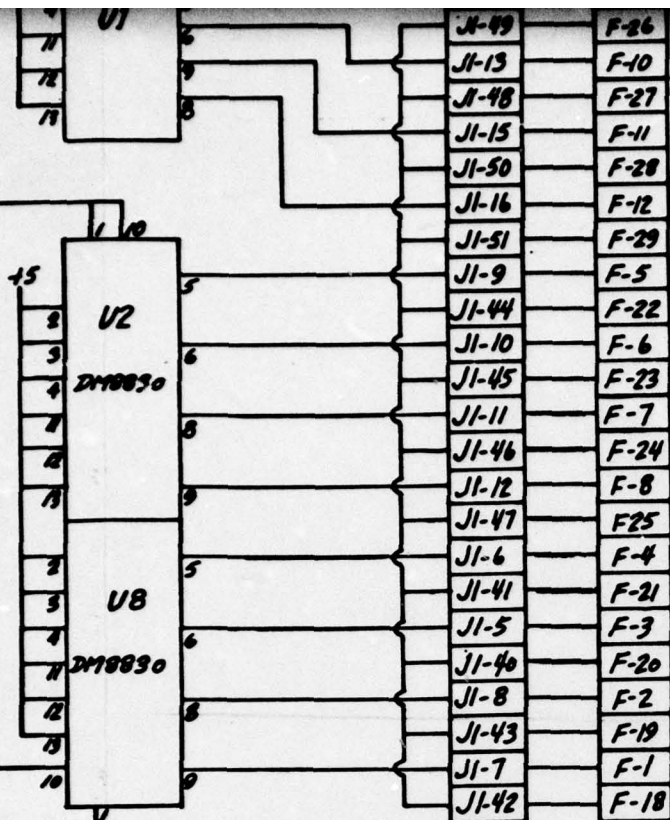 U1 6 J1-49 F-26
11 J1-13 F-10
12 9 J1-48 F-27
13 8 J1-15 F-11
J1-50 F-28
J1-16 F-12
1 10 J1-51 F-29
+5 5 J1-9 F-5
2 U2 J1-44 F-22
3 6 J1-10 F-6
4 DM8830 J1-45 F-23
11 8 J1-11 F-7
12 J1-46 F-24
13 9 J1-12 F-8
J1-47 F25
2 5 J1-6 F-4
3 U8 J1-41 F-21
4 6 J1-5 F-3
11 DM8830 J1-40 F-20
12 8 J1-8 F-2
13 J1-43 F-19
10 9 J1-7 F-1
1 J1-42 F-18